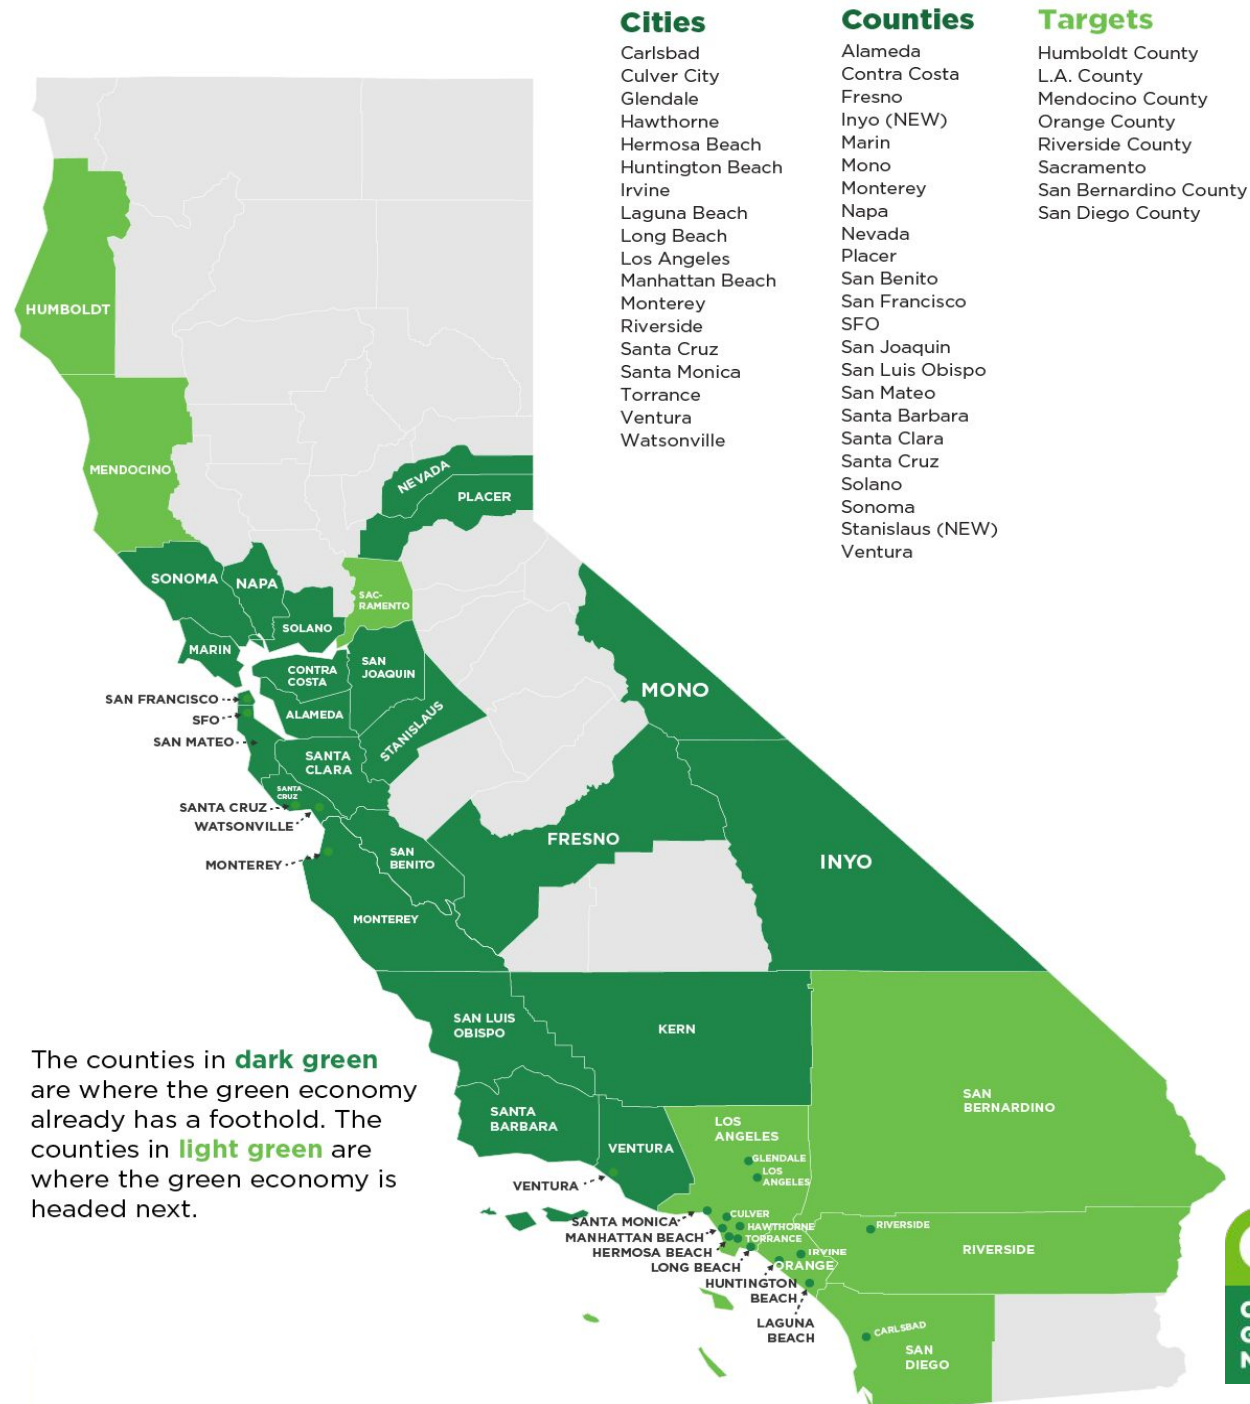 Cities
Carlsbad
Culver City
Glendale
Hawthorne
Hermosa Beach
Huntington Beach
Irvine
Laguna Beach
Long Beach
Los Angeles
Manhattan Beach
Monterey
Riverside
Santa Cruz
Santa Monica
Torrance
Ventura
Watsonville
Counties
Alameda
Contra Costa
Fresno
Inyo (NEW)
Marin
Mono
Monterey
Napa
Nevada
Placer
San Benito
San Francisco
SFO
San Joaquin
San Luis Obispo
San Mateo
Santa Barbara
Santa Clara
Santa Cruz
Solano
Sonoma
Stanislaus (NEW)
Ventura
Targets
Humboldt County
L.A. County
Mendocino County
Orange County
Riverside County
Sacramento
San Bernardino County
San Diego County
HUMBOLDT
MENDOCINO
NEVADA
PLACER
SONOMA
NAPA
SAC-
RAMENTO
SOLANO
MARIN
CONTRA
COSTA
SAN
JOAQUIN
MONO
SAN FRANCISCO
SFO
ALAMEDA
STANISLAUS
SAN MATEO
SANTA
CLARA
SANTA
CRUZ
SANTA CRUZ
WATSONVILLE
FRESNO
MONTEREY
SAN
BENITO
INYO
MONTEREY
SAN LUIS
OBISPO
KERN
SANTA
BARBARA
VENTURA
VENTURA
LOS
ANGELES
GLENDALE
LOS
ANGELES
SAN
BERNARDINO
SANTA MONICA
CULVER
MANHATTAN BEACH
HAWTHORNE
HERMOSA BEACH
TORRANCE
LONG BEACH
IRVINE
ORANGE
HUNTINGTON
BEACH
LAGUNA
BEACH
RIVERSIDE
RIVERSIDE
CARLSBAD
SAN
DIEGO
The counties in dark green
are where the green economy
already has a foothold. The
counties in light green are
where the green economy is
headed next.